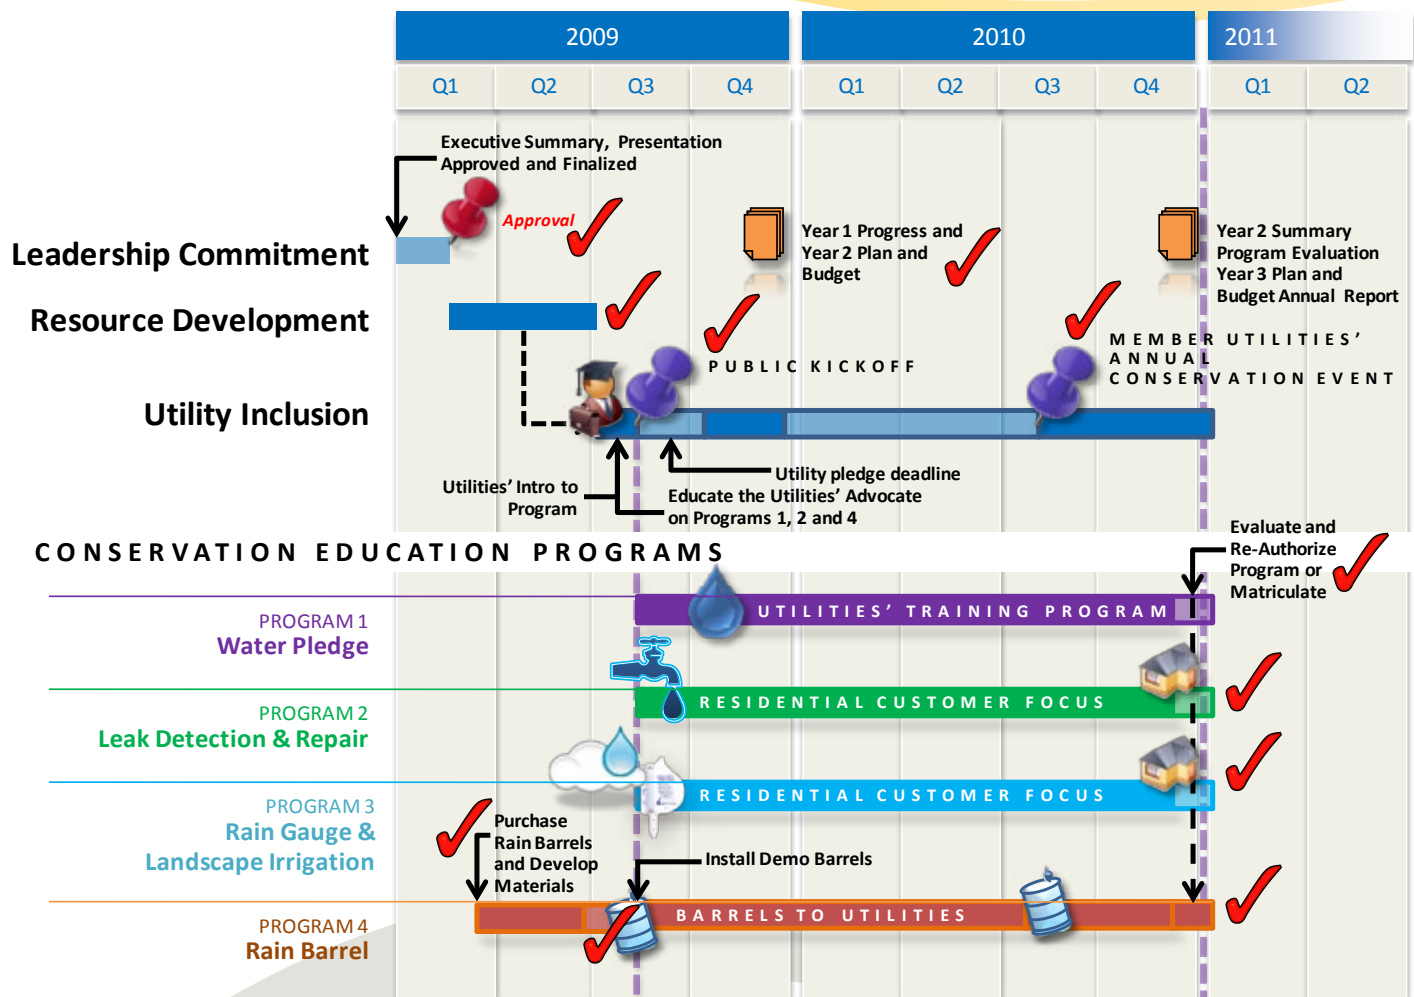 2009
2010
2011
Q1
Q2
Q3
Q4
Q1
Q2
Q3
Q4
Q1
Q2
Executive Summary, Presentation
Approved and Finalized
Approval
Leadership Commitment
Year 1 Progress and
Year 2 Plan and
Budget
Year 2 Summary
Program Evaluation
Year 3 Plan and
Budget Annual Report
Resource Development
PUBLIC KICKOFF
MEMBER UTILITIES’
ANNUAL
CONSERVATION EVENT
Utility Inclusion
Utility pledge deadline
Utilities’ Intro to
Program
Educate the Utilities’ Advocate
on Programs 1, 2 and 4
CONSERVATION EDUCATION PROGRAMS
Evaluate and
Re-Authorize
Program or
Matriculate
PROGRAM 1
Water Pledge
UTILITIES’ TRAINING PROGRAM
PROGRAM 2
Leak Detection & Repair
RESIDENTIAL CUSTOMER FOCUS
PROGRAM 3
Rain Gauge &
Landscape Irrigation
RESIDENTIAL CUSTOMER FOCUS
Purchase
Rain Barrels
and Develop
Materials
Install Demo Barrels
PROGRAM 4
Rain Barrel
BARRELS TO UTILITIES